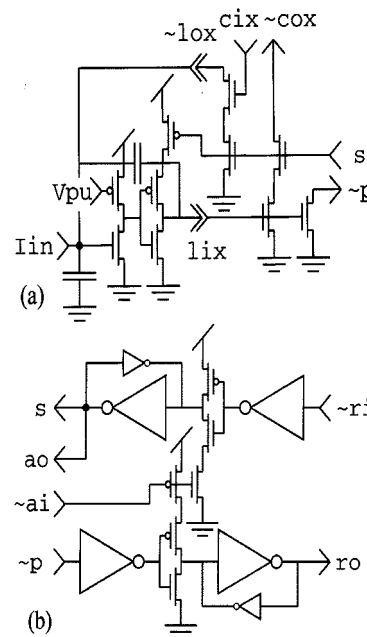 ~lox cix ~cox
s
Vpu
~p
Iin
lix
(a)
s
~ri
ao
~ai
~p
ro
(b)